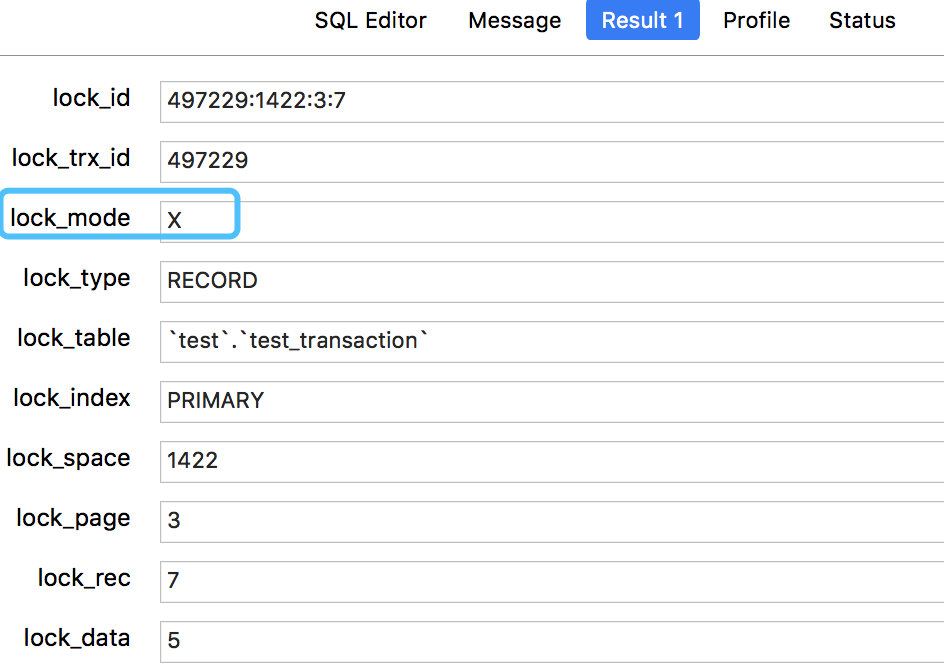 SQL Editor Message Result 1 Profile Status
lock_id 497229:1422:3:7
lock_trx_id 497229
lock_mode X
lock_type RECORD
lock_table `test`.`test_transaction`
lock_index PRIMARY
lock_space 1422
lock_page 3
lock_rec 7
lock_data 5